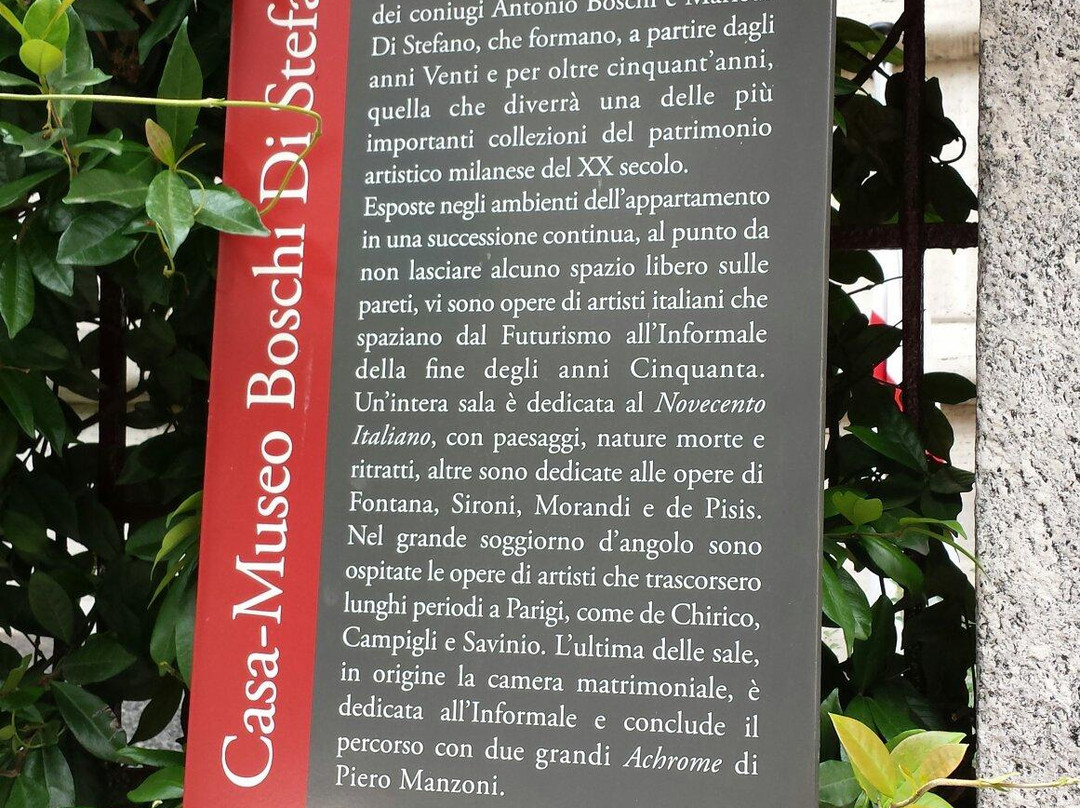 Casa-Museo Boschi Di Stefa
dei coniugi Antonio Boschi e
Di Stefano, che formano, a partire dagli
anni Venti e per oltre cinquant'anni,
quella che diverrà una delle più
importanti collezioni del patrimonio
artistico milanese del XX secolo.
Esposte negli ambienti dell'appartamento
in una successione continua, al punto da
non lasciare alcuno spazio libero sulle
pareti, vi sono opere di artisti italiani che
spaziano dal Futurismo all'Informale
della fine degli anni Cinquanta.
Un'intera sala è dedicata al Novecento
Italiano, con paesaggi, nature morte e
ritratti, altre sono dedicate alle opere di
Fontana, Sironi, Morandi e de Pisis.
Nel grande soggiorno d'angolo sono
ospitate le opere di artisti che trascorsero
lunghi periodi a Parigi, come de Chirico,
Campigli e Savinio. L'ultima delle sale,
in origine la camera matrimoniale, è
dedicata all'Informale e conclude il
percorso con due grandi Achrome di
Piero Manzoni.